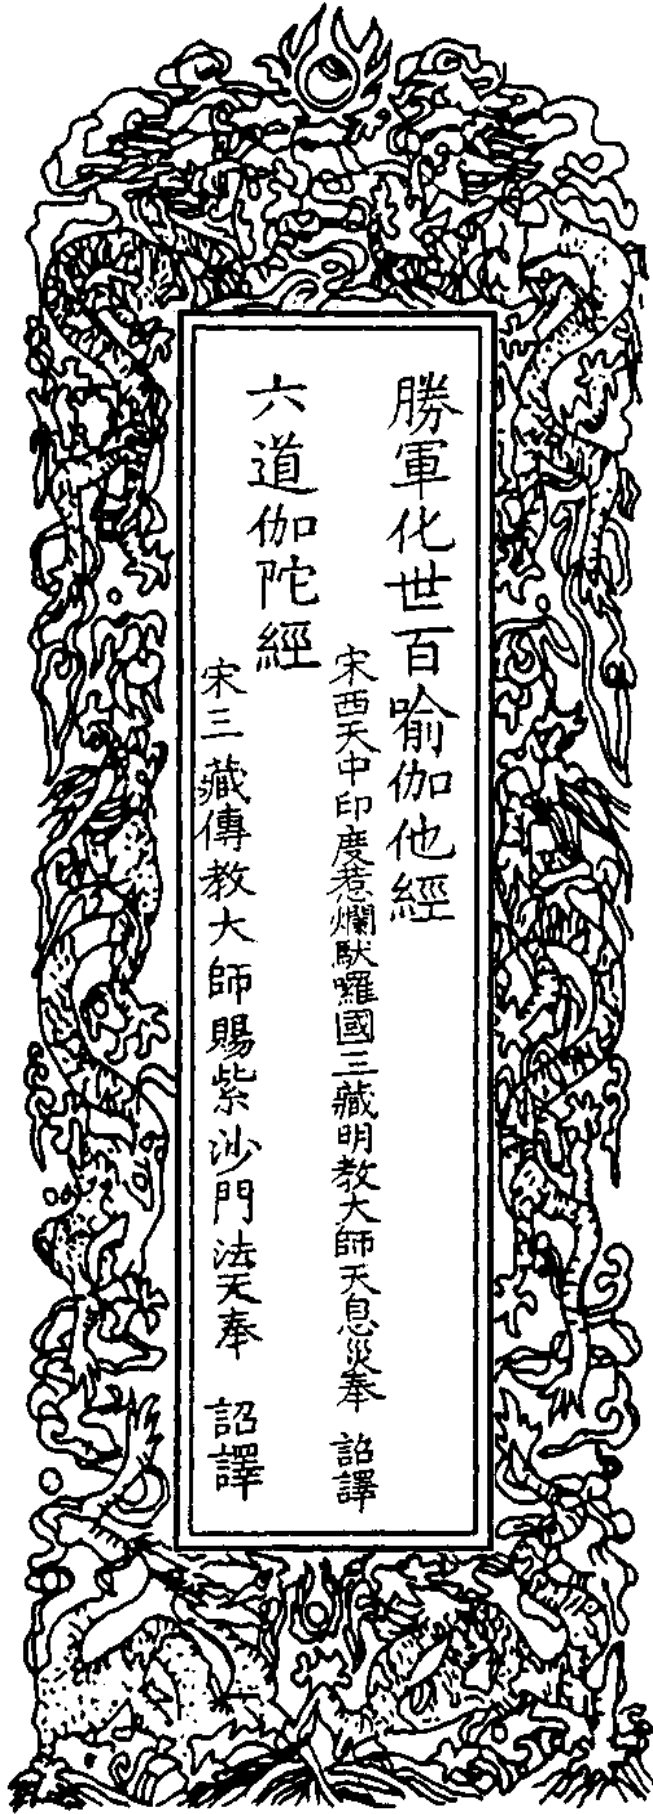 勝軍化世百喻伽他經
宋西天中印度惹爛馱囉國三藏明教大師天息災奉 詔譯
六道伽陀經
宋三藏傳教大師賜紫沙門法天奉 詔譯